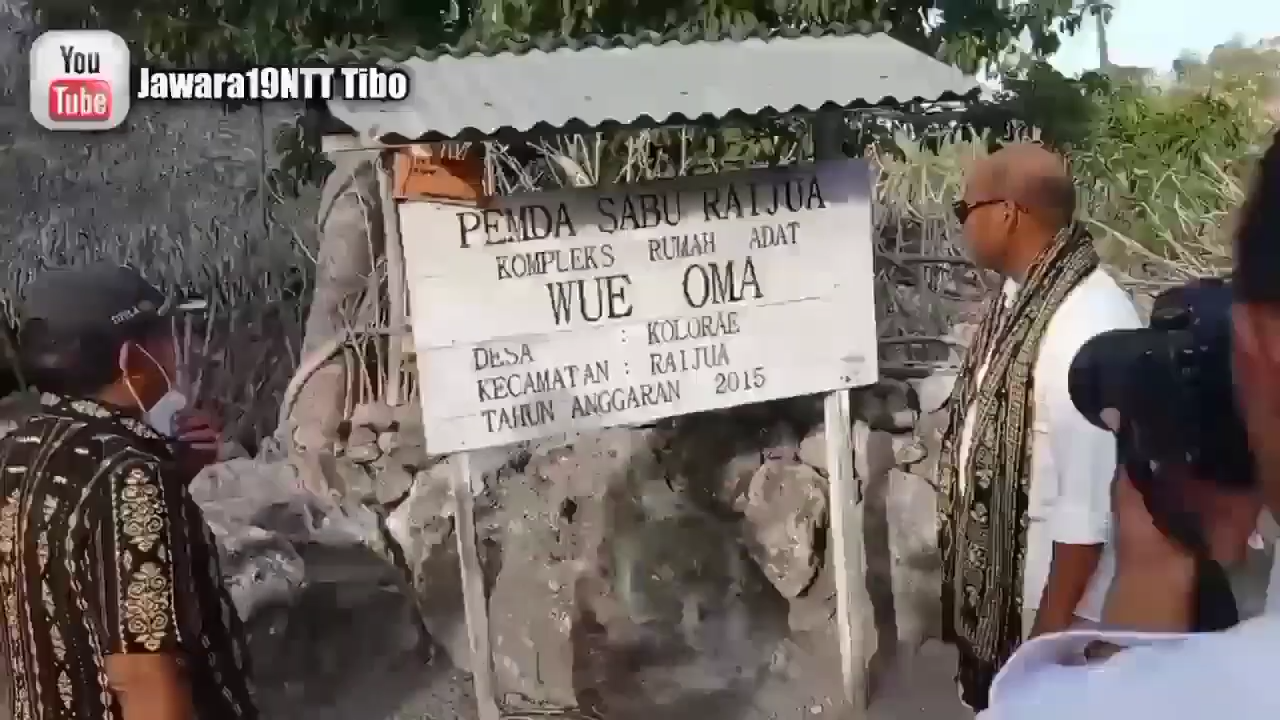 You
Tube
Jawara19NTT Tibo
PEMDA SABU RAIJUA
KOMPLEKS RUMAH ADAT
WUE OMA
DESA : KOLORAE
KECAMATAN : RAIJUA
TAHUN ANGGARAN 2015